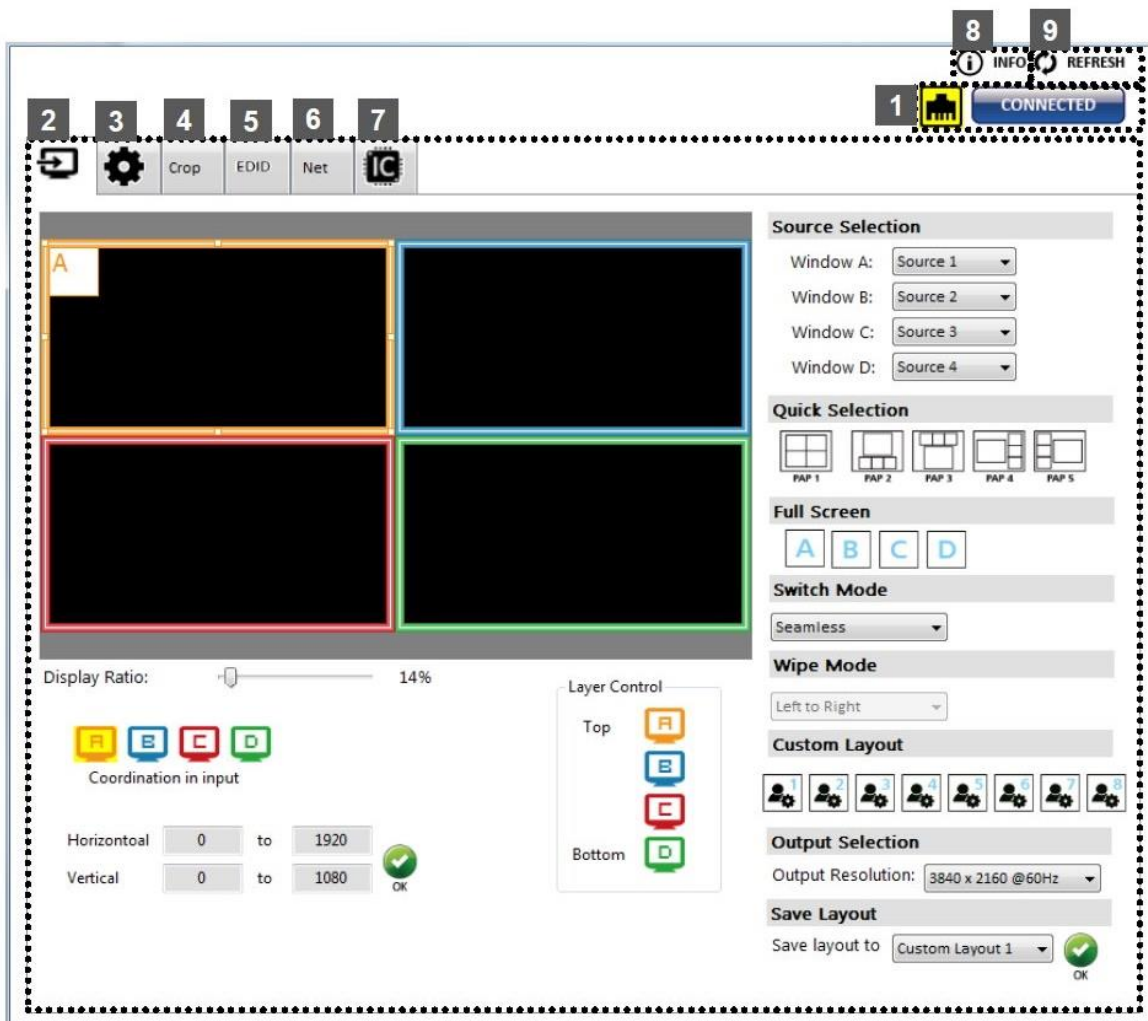 8 9
INFO REFRESH
1 CONNECTED
2 3 4 5 6 7
Crop EDID Net IC
A
Source Selection
Window A: Source 1
Window B: Source 2
Window C: Source 3
Window D: Source 4
Quick Selection
PAP 1 PAP 2 PAP 3 PAP 4 PAP 5
Full Screen
A B C D
Switch Mode
Seamless
Wipe Mode
Left to Right
Custom Layout
1 2 3 4 5 6 7 8
Output Selection
Output Resolution: 3840 x 2160 @60Hz
Save Layout
Save layout to Custom Layout 1
OK
Display Ratio: 14%
A B C D
Coordination in input
Horizontoal 0 to 1920
Vertical 0 to 1080
OK
Layer Control
Top A
B
C
Bottom D